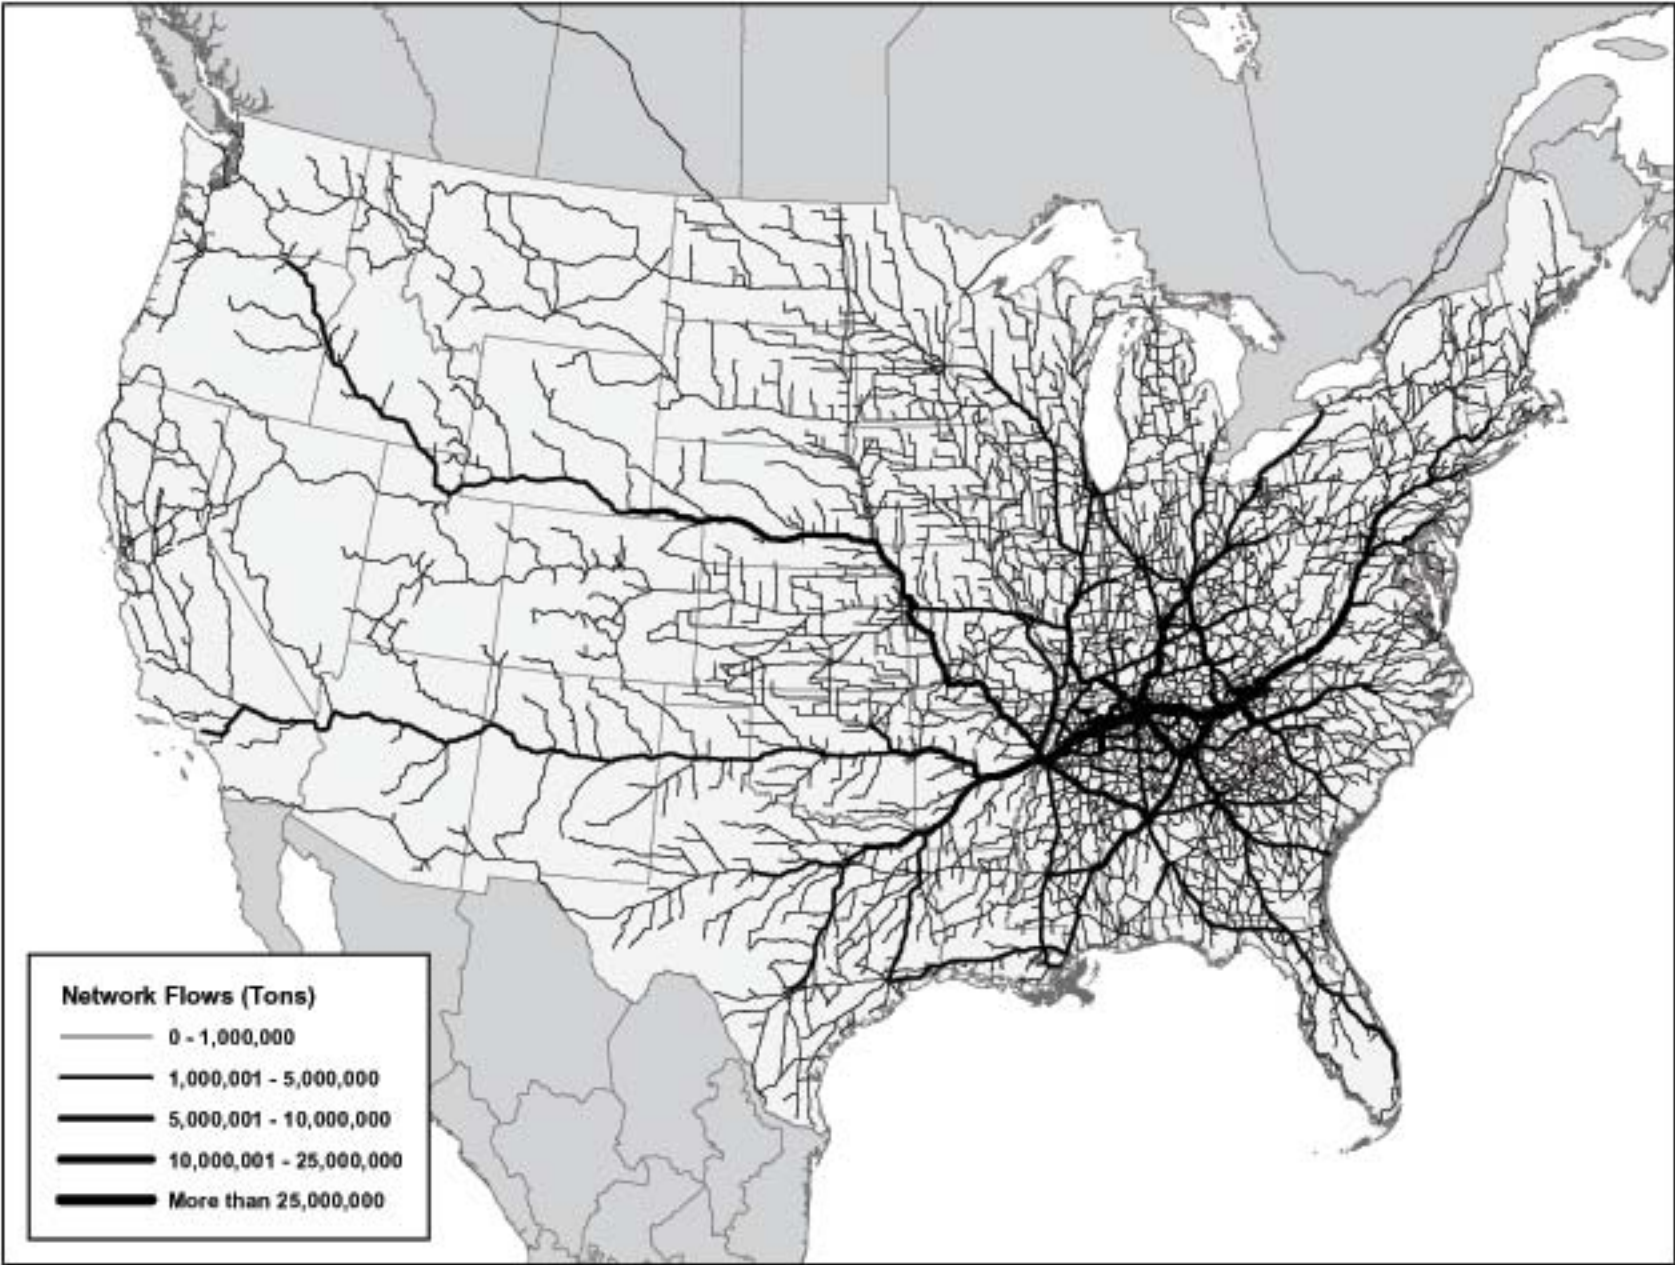 Network Flows (Tons)
0 - 1,000,000
1,000,001 - 5,000,000
5,000,001 - 10,000,000
10,000,001 - 25,000,000
More than 25,000,000